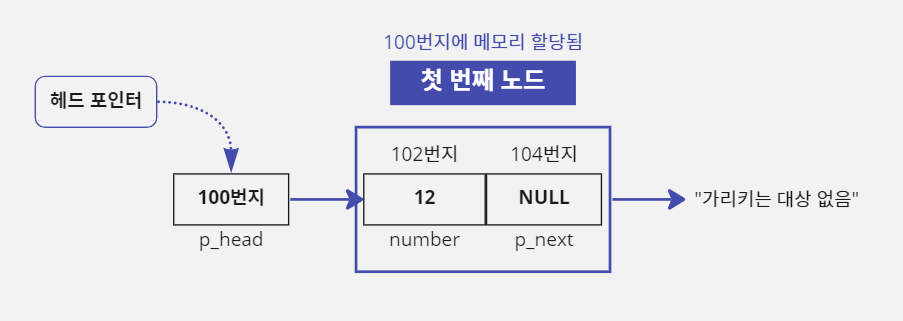 100번지에 메모리 할당됨
첫 번째 노드
헤드 포인터
102번지
104번지
100번지
12
NULL
"가리키는 대상 없음"
p_head
number
p_next